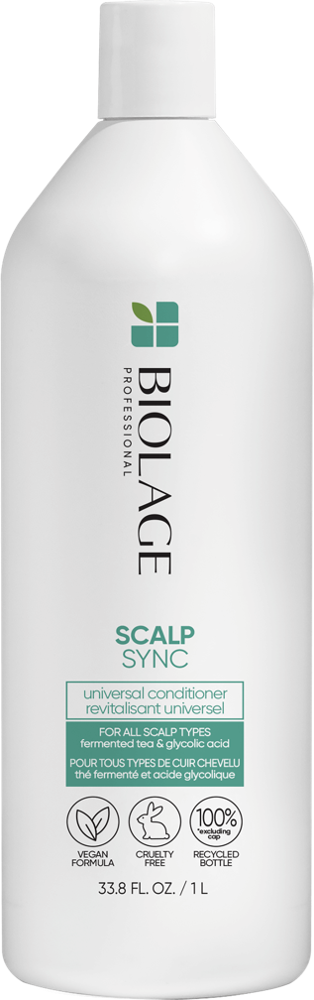 BIOLAGE
PROFESSIONAL
SCALP
SYNC
universal conditioner
revitalisant universel
FOR ALL SCALP TYPES
fermented tea & glycolic acid
POUR TOUS TYPES DE CUIR CHEVELU
thé fermenté et acide glycolique
100%
*excluding
cap
VEGAN
FORMULA
CRUELTY
FREE
RECYCLED
BOTTLE
33.8 FL. OZ. / 1 L